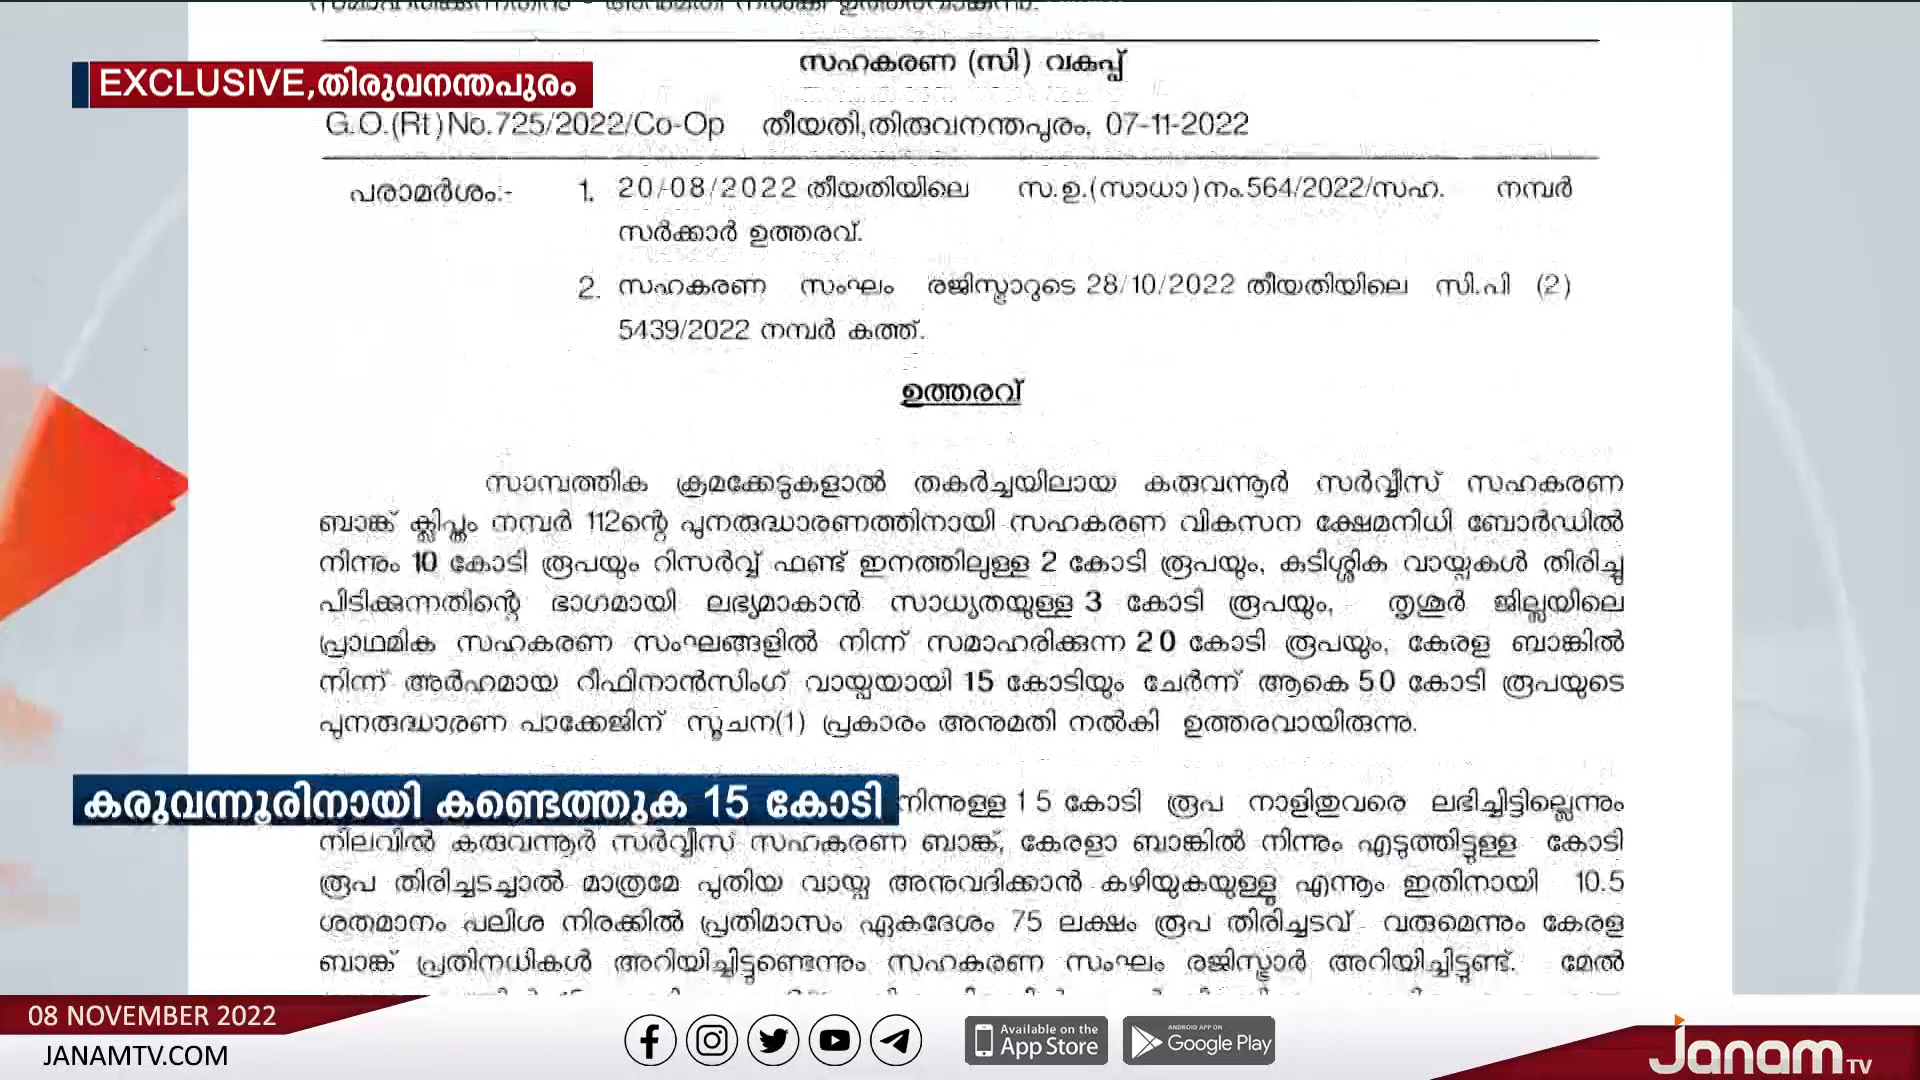 സഹകരണ (സി) വകുപ്പ്
EXCLUSIVE,തിരുവനന്തപുരം
G.O.(Rt)No.725/2022/Co-Op തീയതി,തിരുവനന്തപുരം, 07-11-2022
പരാമർശം:- 1. 20/08/2022 തീയതിയിലെ സ.ഉ.(സാധാ)നം.564/2022/സഹ. നമ്പർ
സർക്കാർ ഉത്തരവ്.
2. സഹകരണ സംഘം രജിസ്ട്രാറുടെ 28/10/2022 തീയതിയിലെ സി.പി (2)
5439/2022 നമ്പർ കത്ത്.
ഉത്തരവ്
സാമ്പത്തിക ക്രമക്കേടുകളാൽ തകർച്ചയിലായ കരുവന്നൂർ സർവ്വീസ് സഹകരണ
ബാങ്ക് ക്ലിപ്തം നമ്പർ 112ന്റെ പുനരുദ്ധാരണത്തിനായി സഹകരണ വികസന ക്ഷേമനിധി ബോർഡിൽ
നിന്നും 10 കോടി രൂപയും റിസർവ്വ് ഫണ്ട് ഇനത്തിലുള്ള 2 കോടി രൂപയും, കുടിശ്ശിക വായ്പകൾ തിരിച്ചു
പിടിക്കുന്നതിന്റെ ഭാഗമായി ലഭ്യമാകാൻ സാധ്യതയുള്ള 3 കോടി രൂപയും, തൃശൂർ ജില്ലയിലെ
പ്രാഥമിക സഹകരണ സംഘങ്ങളിൽ നിന്ന് സമാഹരിക്കുന്ന 20 കോടി രൂപയും, കേരള ബാങ്കിൽ
നിന്ന് അർഹമായ റീഫിനാൻസിംഗ് വായ്പയായി 15 കോടിയും ചേർന്ന് ആകെ 50 കോടി രൂപയുടെ
പുനരുദ്ധാരണ പാക്കേജിന് സൂചന(1) പ്രകാരം അനുമതി നൽകി ഉത്തരവായിരുന്നു.
കരുവന്നൂരിനായി കണ്ടെത്തുക 15 കോടി
നിന്നുള്ള 15 കോടി രൂപ നാളിതുവരെ ലഭിച്ചിട്ടില്ലെന്നും
നിലവിൽ കരുവന്നൂർ സർവ്വീസ് സഹകരണ ബാങ്ക്, കേരളാ ബാങ്കിൽ നിന്നും എടുത്തിട്ടുള്ള കോടി
രൂപ തിരിച്ചടച്ചാൽ മാത്രമേ പുതിയ വായ്പ അനുവദിക്കാൻ കഴിയുകയുള്ളൂ എന്നും ഇതിനായി 10.5
ശതമാനം പലിശ നിരക്കിൽ പ്രതിമാസം ഏകദേശം 75 ലക്ഷം രൂപ തിരിച്ചടവ് വരുമെന്നും കേരള
ബാങ്ക് പ്രതിനധികൾ അറിയിച്ചിട്ടുണ്ടെന്നും സഹകരണ സംഘം രജിസ്ട്രാർ അറിയിച്ചിട്ടുണ്ട്. മേൽ
08 NOVEMBER 2022
JANAMTV.COM
Available on the
App Store
ANDROID APP ON
Google Play
Janam TV